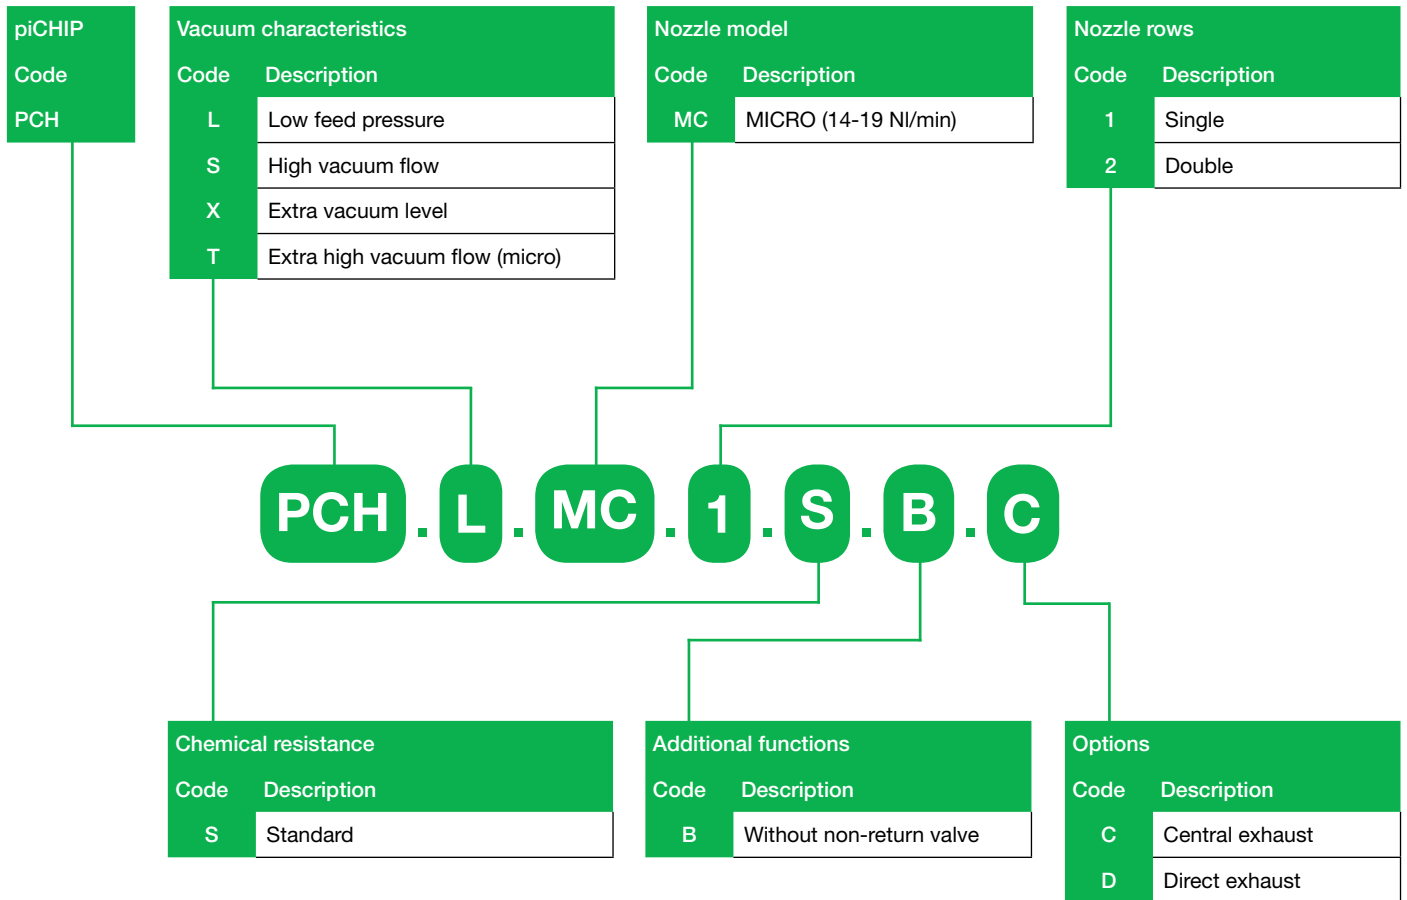 piCHIP
Code
PCH
Vacuum characteristics
Code Description
L Low feed pressure
S High vacuum flow
X Extra vacuum level
T Extra high vacuum flow (micro)
Nozzle model
Code Description
MC MICRO (14-19 Nl/min)
Nozzle rows
Code Description
1 Single
2 Double
PCH.L.MC.1.S.B.C
Chemical resistance
Code Description
S Standard
Additional functions
Code Description
B Without non-return valve
Options
Code Description
C Central exhaust
D Direct exhaust